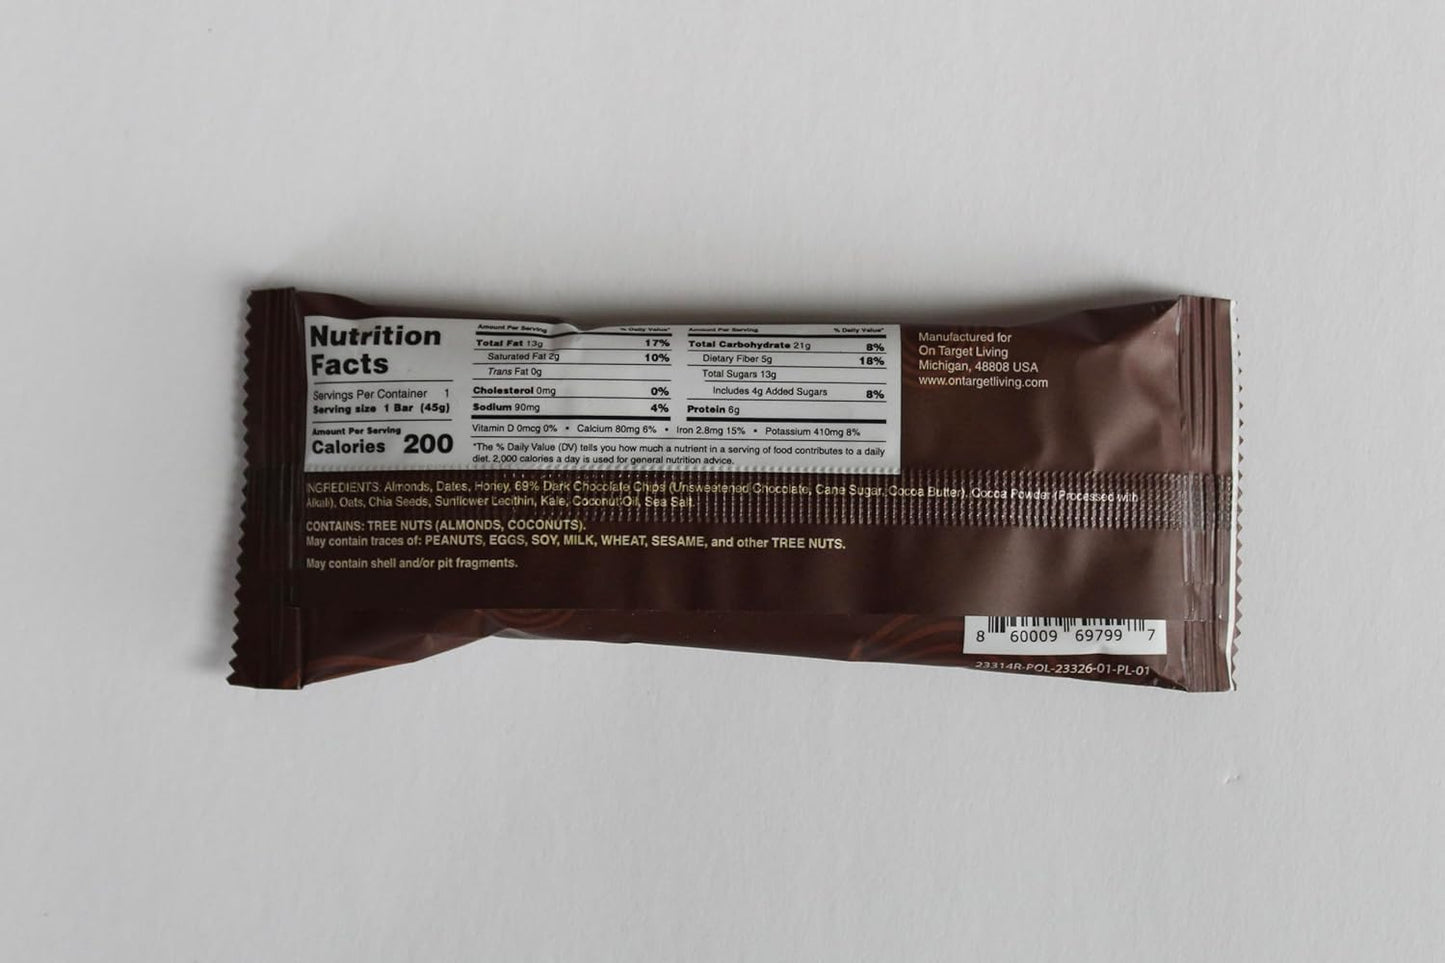 Nutrition
Facts
Servings Per Container 1
Serving size 1 Bar (45g)
Amount Per Serving
Calories 200
Amount Per Serving % Daily Value*
Total Fat 13g 17%
Saturated Fat 2g 10%
Trans Fat 0g
Cholesterol 0mg 0%
Sodium 90mg 4%
Amount Per Serving % Daily Value*
Total Carbohydrate 21g 8%
Dietary Fiber 5g 18%
Total Sugars 13g
Includes 4g Added Sugars 8%
Protein 6g
Vitamin D 0mcg 0% • Calcium 80mg 6% • Iron 2.8mg 15% • Potassium 410mg 8%
*The % Daily Value (DV) tells you how much a nutrient in a serving of food contributes to a daily
diet. 2,000 calories a day is used for general nutrition advice.
Manufactured for
On Target Living
Michigan, 48808 USA
www.ontargetliving.com
INGREDIENTS: Almonds, Dates, Honey, 69% Dark Chocolate Chips (Unsweetened Chocolate, Cane Sugar, Cocoa Butter), Cocoa Powder (Processed with
Alkali), Oats, Chia Seeds, Sunflower Lecithin, Kale, Coconut Oil, Sea Salt.
CONTAINS: TREE NUTS (ALMONDS, COCONUTS).
May contain traces of: PEANUTS, EGGS, SOY, MILK, WHEAT, SESAME, and other TREE NUTS.
May contain shell and/or pit fragments.
8 60009 69799 7
23314R-POL-23326-01-PL-01